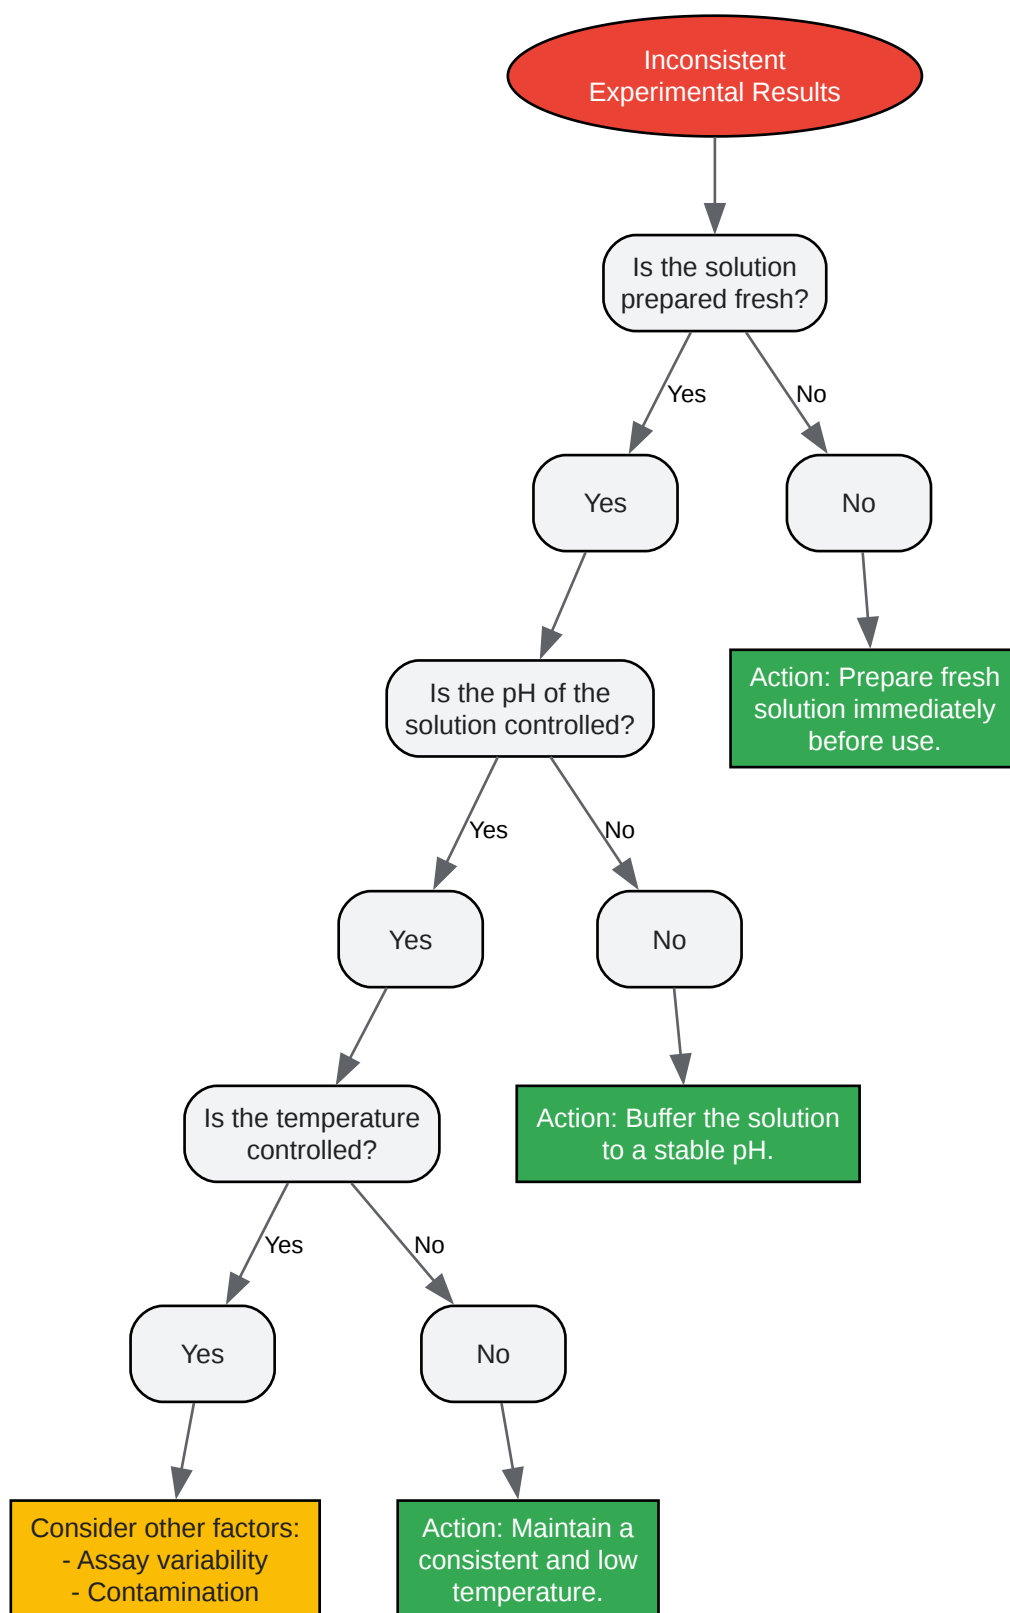 Inconsistent
Experimental Results
Is the solution
prepared fresh?
Yes
No
Yes
No
Action: Prepare fresh
solution immediately
before use.
Is the pH of the
solution controlled?
Yes
No
Yes
No
Action: Buffer the solution
to a stable pH.
Is the temperature
controlled?
Yes
No
Yes
No
Consider other factors:
- Assay variability
- Contamination
Action: Maintain a
consistent and low
temperature.